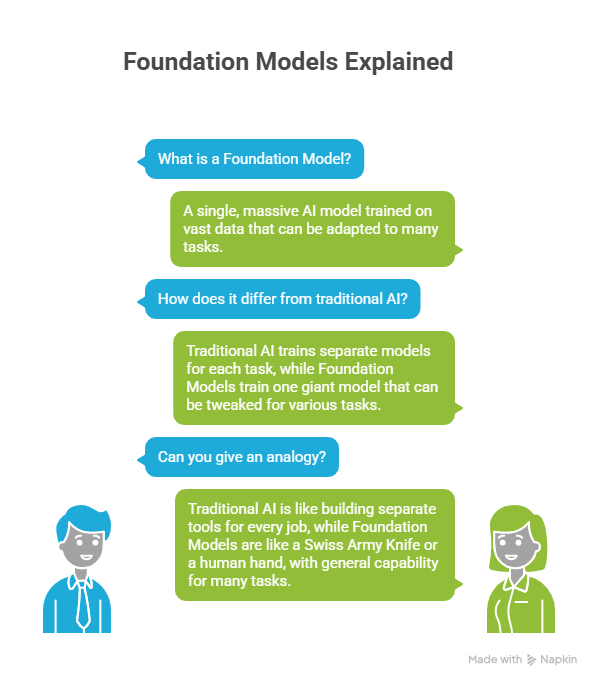 Foundation Models Explained
What is a Foundation Model?
A single, massive AI model trained on
vast data that can be adapted to many
tasks.
How does it differ from traditional AI?
Traditional AI trains separate models
for each task, while Foundation
Models train one giant model that can
be tweaked for various tasks.
Can you give an analogy?
Traditional AI is like building separate
tools for every job, while Foundation
Models are like a Swiss Army Knife or
a human hand, with general capability
for many tasks.
Made with Napkin